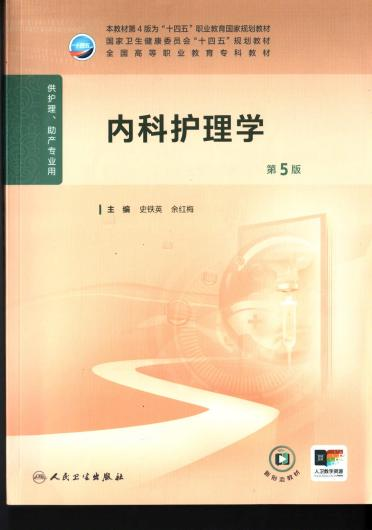 本教材第4版为“十四五”职业教育国家规划教材
国家卫生健康委员会“十四五”规划教材
全国高等职业教育专科教材
供护理、助产专业用
内科护理学
第5版
主编 史铁英 余红梅
人民卫生出版社
新形态教材
人卫数字资源